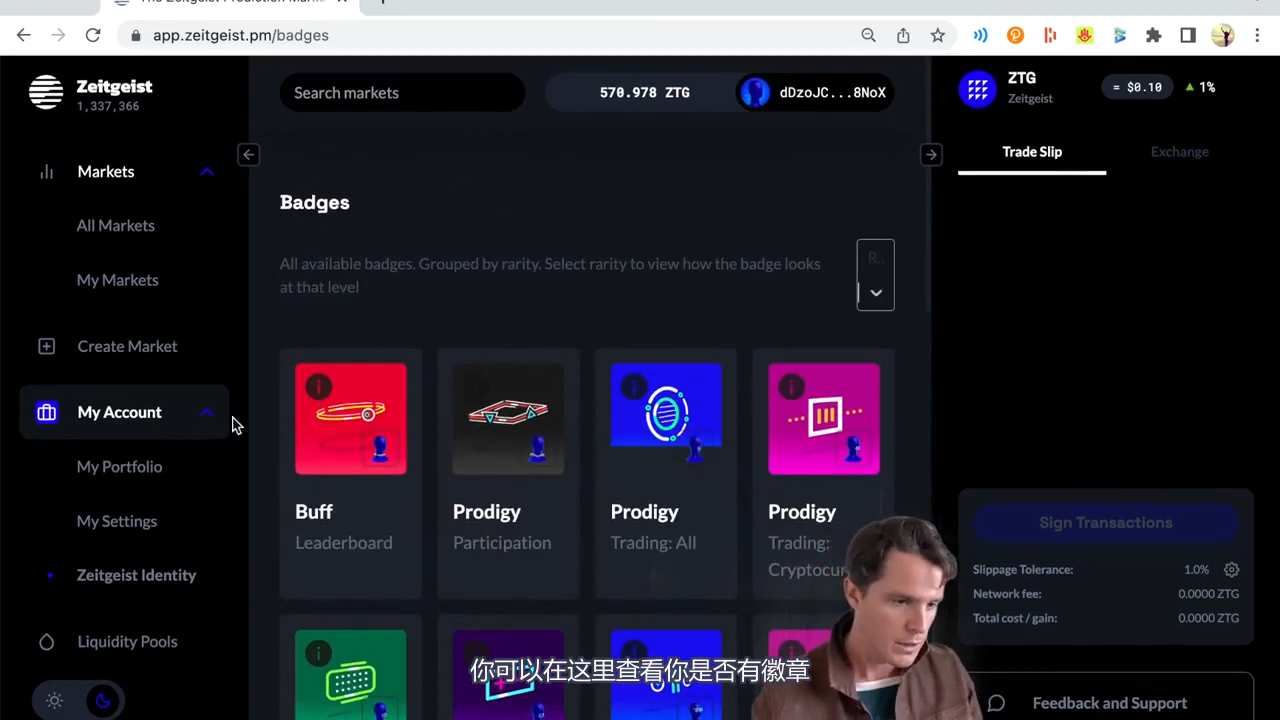 The Zeitgeist Prediction Marke
app.zeitgeist.pm/badges
Zeitgeist
1,337,366
Markets
All Markets
My Markets
Create Market
My Account
My Portfolio
My Settings
Zeitgeist Identity
Liquidity Pools
Search markets
570.978 ZTG
dDzoJC...8NoX
Badges
All available badges. Grouped by rarity. Select rarity to view how the badge looks
at that level
R..
Buff
Leaderboard
Prodigy
Participation
Prodigy
Trading: All
Prodigy
Trading:
Cryptocur
ZTG
Zeitgeist
= $0.10
1%
Trade Slip
Exchange
Sign Transactions
Slippage Tolerance:
1.0%
Network fee:
0.0000 ZTG
Total cost / gain:
0.0000 ZTG
Feedback and Support
你可以在这里查看你是否有徽章